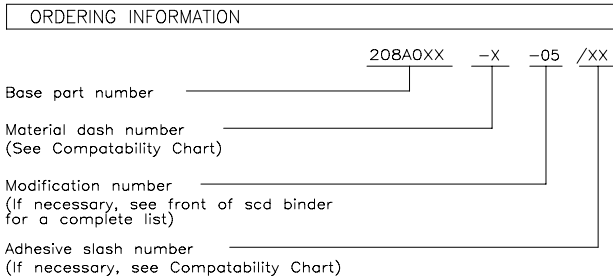 ORDERING INFORMATION
208A0XX -X -05 /XX
Base part number
Material dash number
(See Compatability Chart)
Modification number
(If necessary, see front of scd binder
for a complete list)
Adhesive slash number
(If necessary, see Compatability Chart)